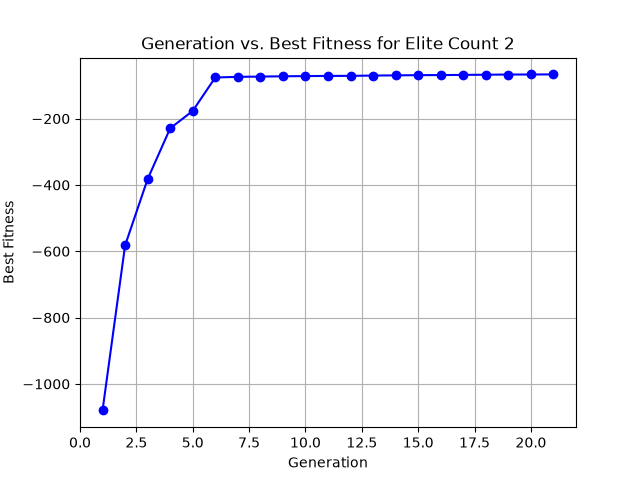 Generation vs. Best Fitness for Elite Count 2
Best Fitness
−200
−400
−600
−800
−1000
0.0 2.5 5.0 7.5 10.0 12.5 15.0 17.5 20.0
Generation